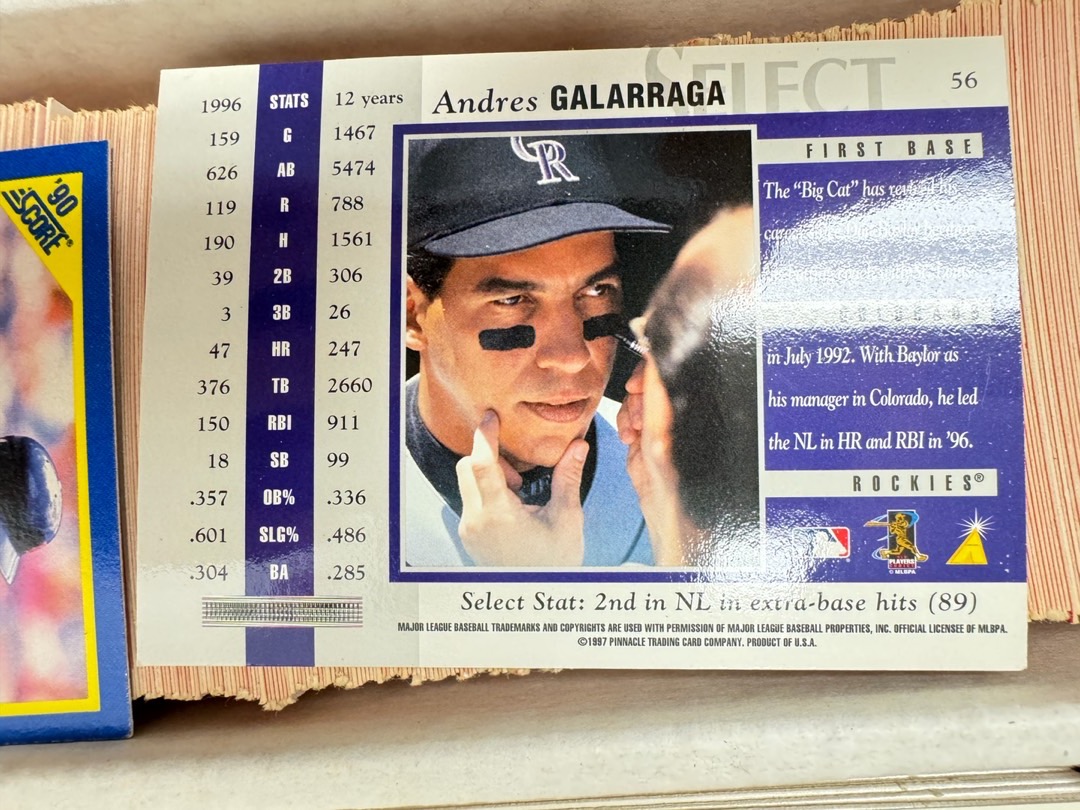 '90
SCORE®
SELECT
Andres GALARRAGA
56
1996 STATS 12 years
159 G 1467
626 AB 5474
119 R 788
190 H 1561
39 2B 306
3 3B 26
47 HR 247
376 TB 2660
150 RBI 911
18 SB 99
.357 OB% .336
.601 SLG% .486
.304 BA .285
CR
FIRST BASE
The "Big Cat" has his
COLORADO
in July 1992. With Baylor as
his manager in Colorado, he led
the NL in HR and RBI in '96.
ROCKIES®
PLAYERS
© MLBPA
Select Stat: 2nd in NL in extra-base hits (89)
MAJOR LEAGUE BASEBALL TRADEMARKS AND COPYRIGHTS ARE USED WITH PERMISSION OF MAJOR LEAGUE BASEBALL PROPERTIES, INC. OFFICIAL LICENSEE OF MLBPA.
©1997 PINNACLE TRADING CARD COMPANY. PRODUCT OF U.S.A.